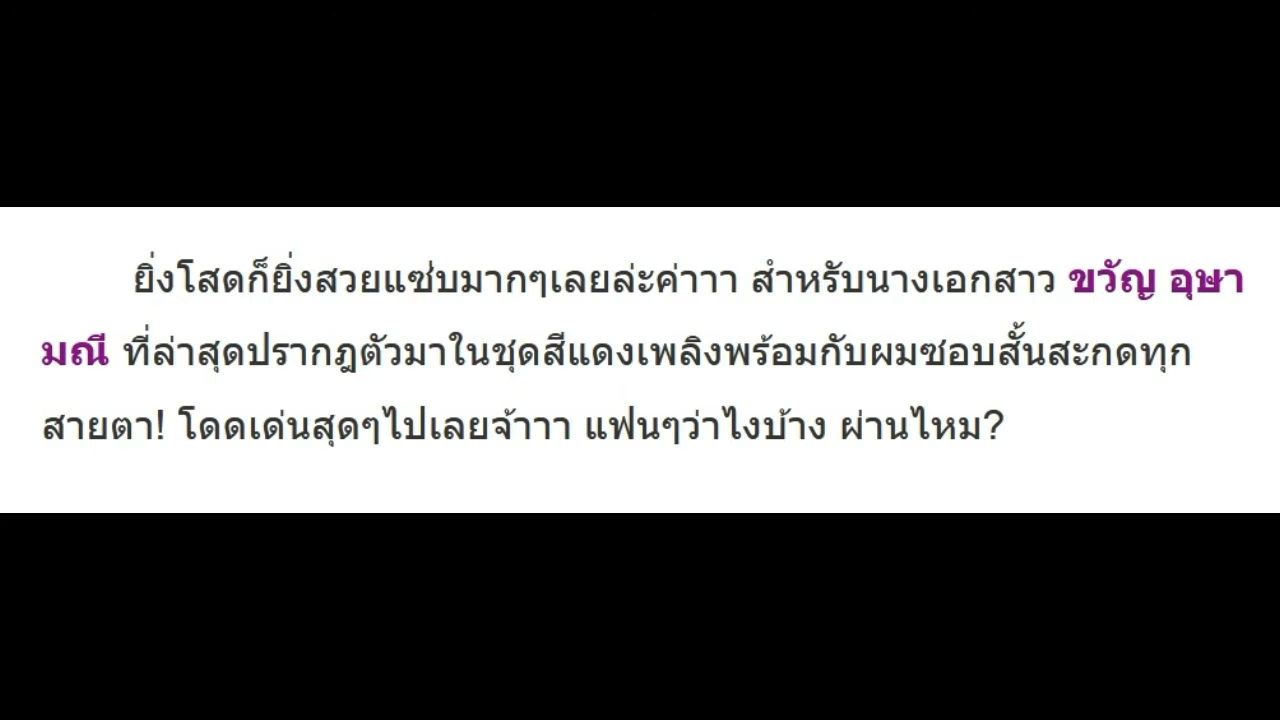 ยิ่งโสดก็ยิ่งสวยแซ่บมากๆเลยล่ะค่าาา สำหรับนางเอกสาว ขวัญ อุษา
มณี ที่ล่าสุดปรากฎตัวมาในชุดสีแดงเพลิงพร้อมกับผมซอบสั้นสะกดทุก
สายตา! โดดเด่นสุดๆไปเลยจ้าาา แฟนๆว่าไงบ้าง ผ่านไหม?